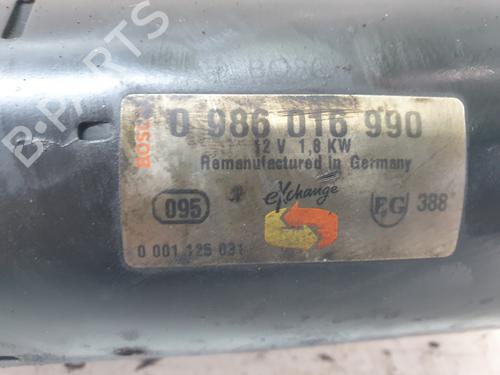 BOSCH
0 986 016 990
12 V 1,8 KW
Remanufactured in Germany
095
eXchange
FG 388
0 001 125 031
B-PARTS